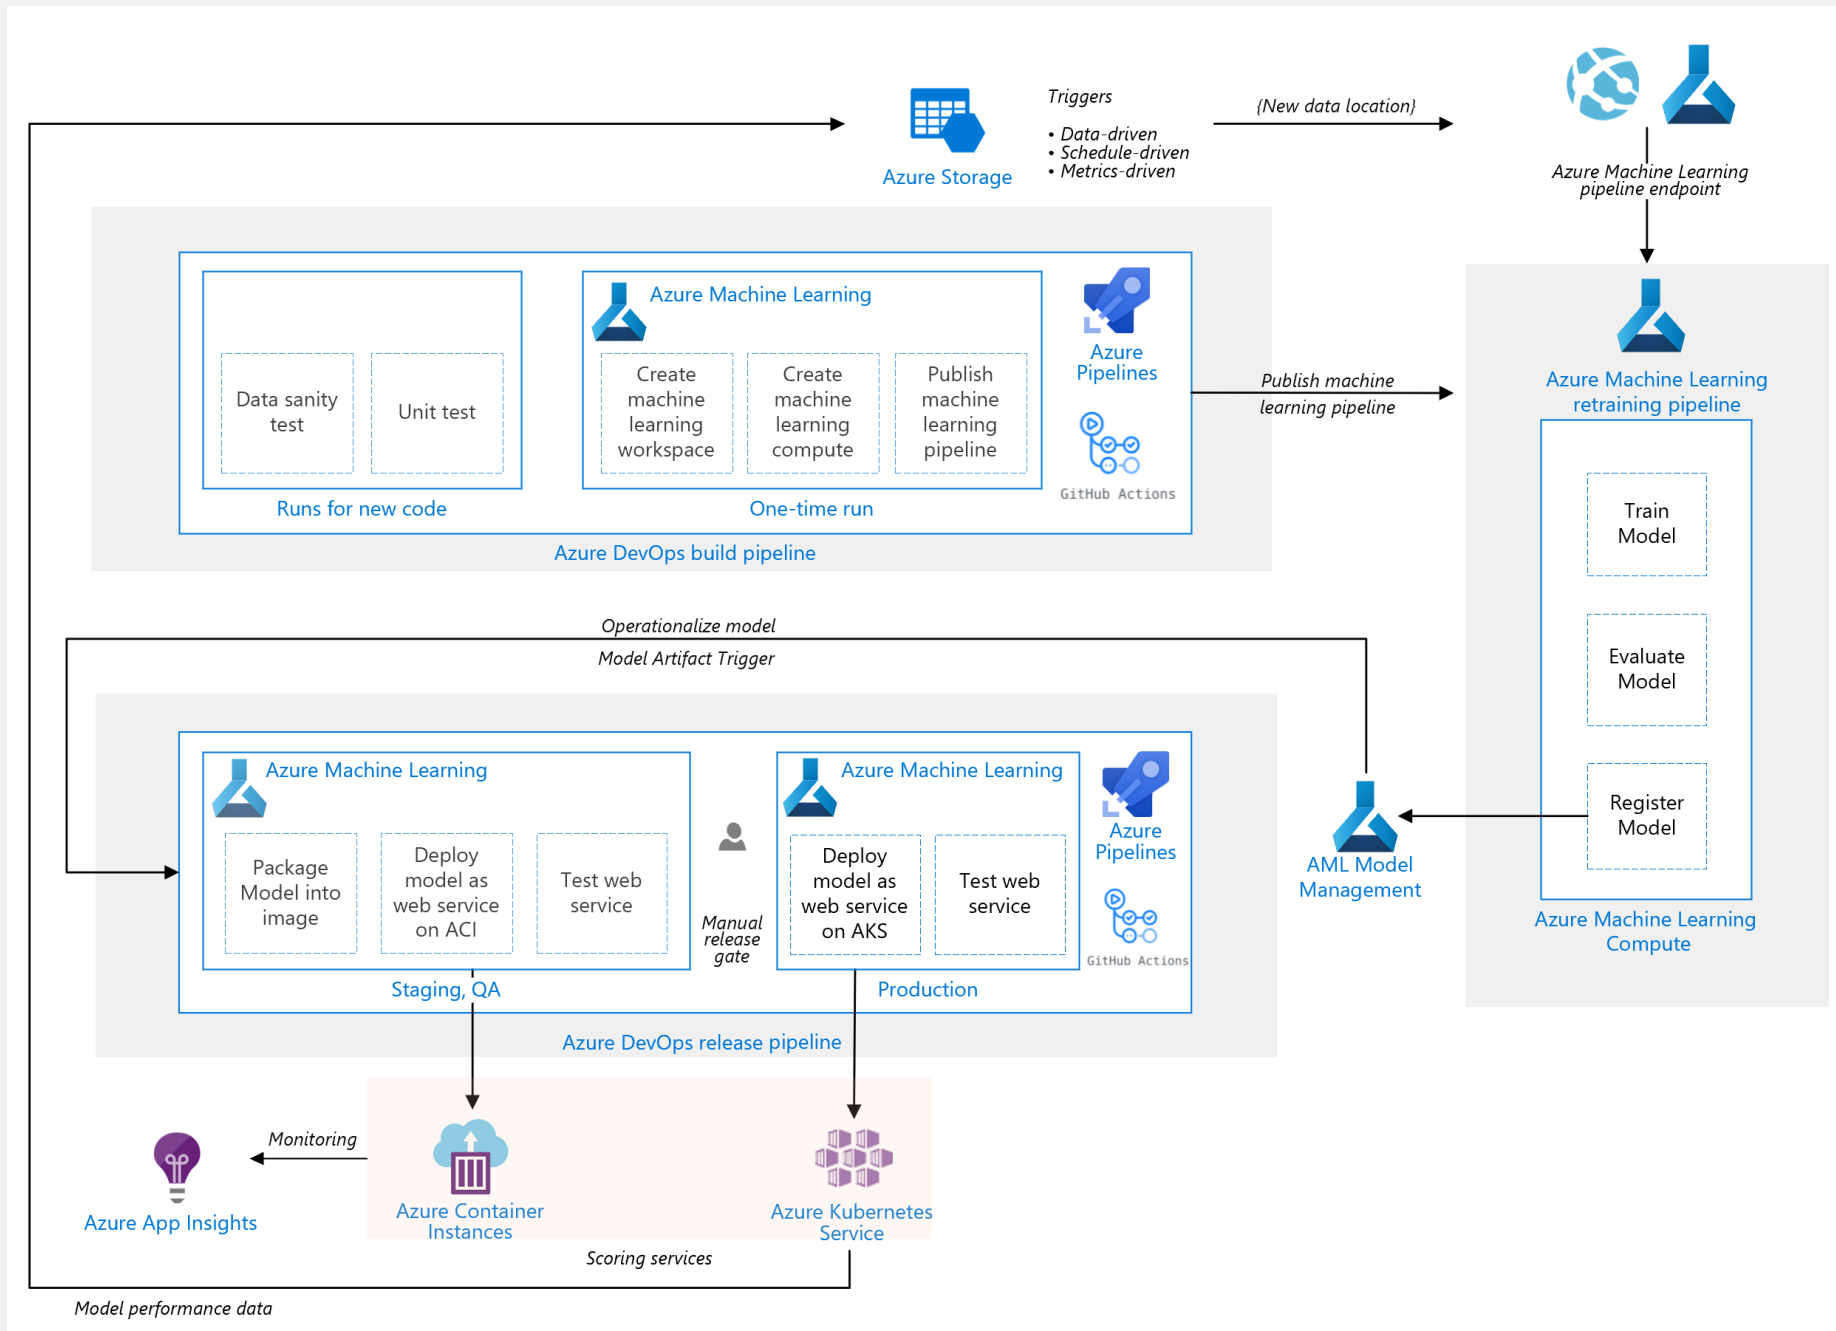 Azure Storage
Triggers
• Data-driven
• Schedule-driven
• Metrics-driven
{New data location}
Azure Machine Learning
pipeline endpoint
Data sanity
test
Unit test
Runs for new code
Azure Machine Learning
Create
machine
learning
workspace
Create
machine
learning
compute
Publish
machine
learning
pipeline
One-time run
Azure
Pipelines
GitHub Actions
Azure DevOps build pipeline
Publish machine
learning pipeline
Azure Machine Learning
retraining pipeline
Train
Model
Evaluate
Model
Register
Model
Azure Machine Learning
Compute
AML Model
Management
Operationalize model
Model Artifact Trigger
Azure Machine Learning
Package
Model into
image
Deploy
model as
web service
on ACI
Test web
service
Staging, QA
Manual
release
gate
Azure Machine Learning
Deploy
model as
web service
on AKS
Test web
service
Production
Azure
Pipelines
GitHub Actions
Azure DevOps release pipeline
Monitoring
Azure App Insights
Azure Container
Instances
Azure Kubernetes
Service
Scoring services
Model performance data